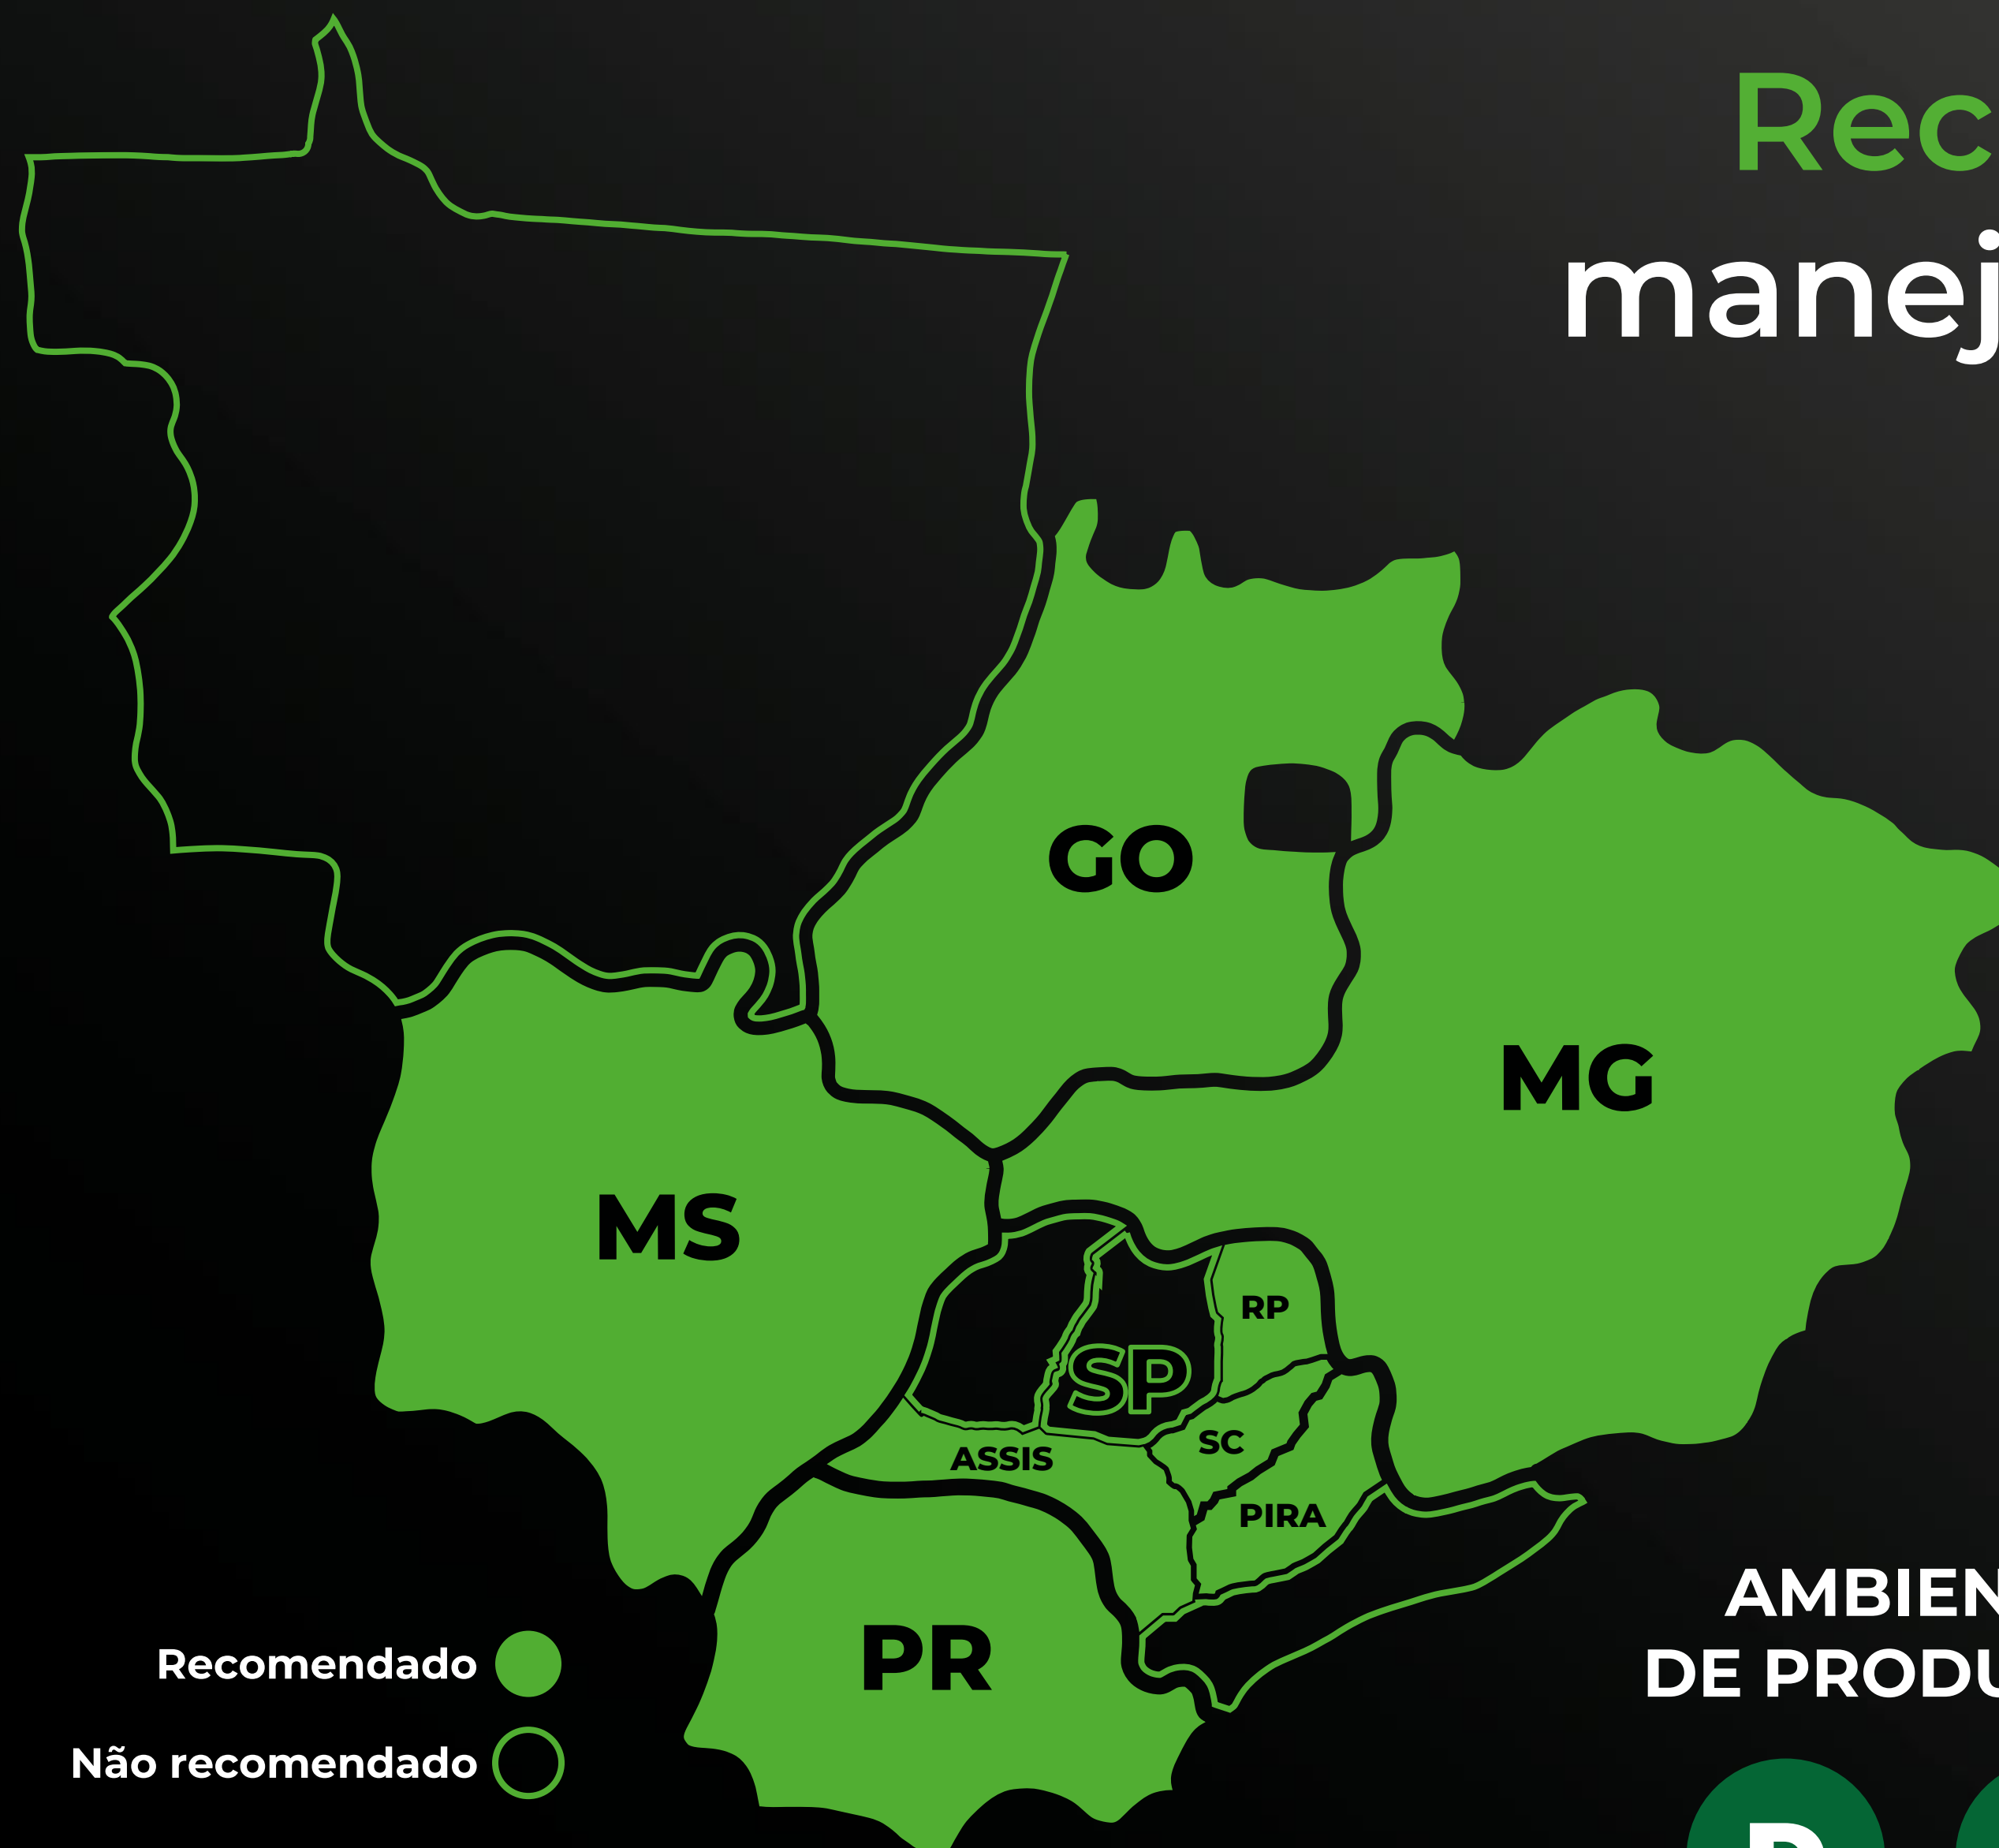 Rec
manej
GO
MG
MS
RP
SP
SC
ASSIS
PIRA
PR
Recomendado
Não recomendado
AMBIEN
DE PRODU